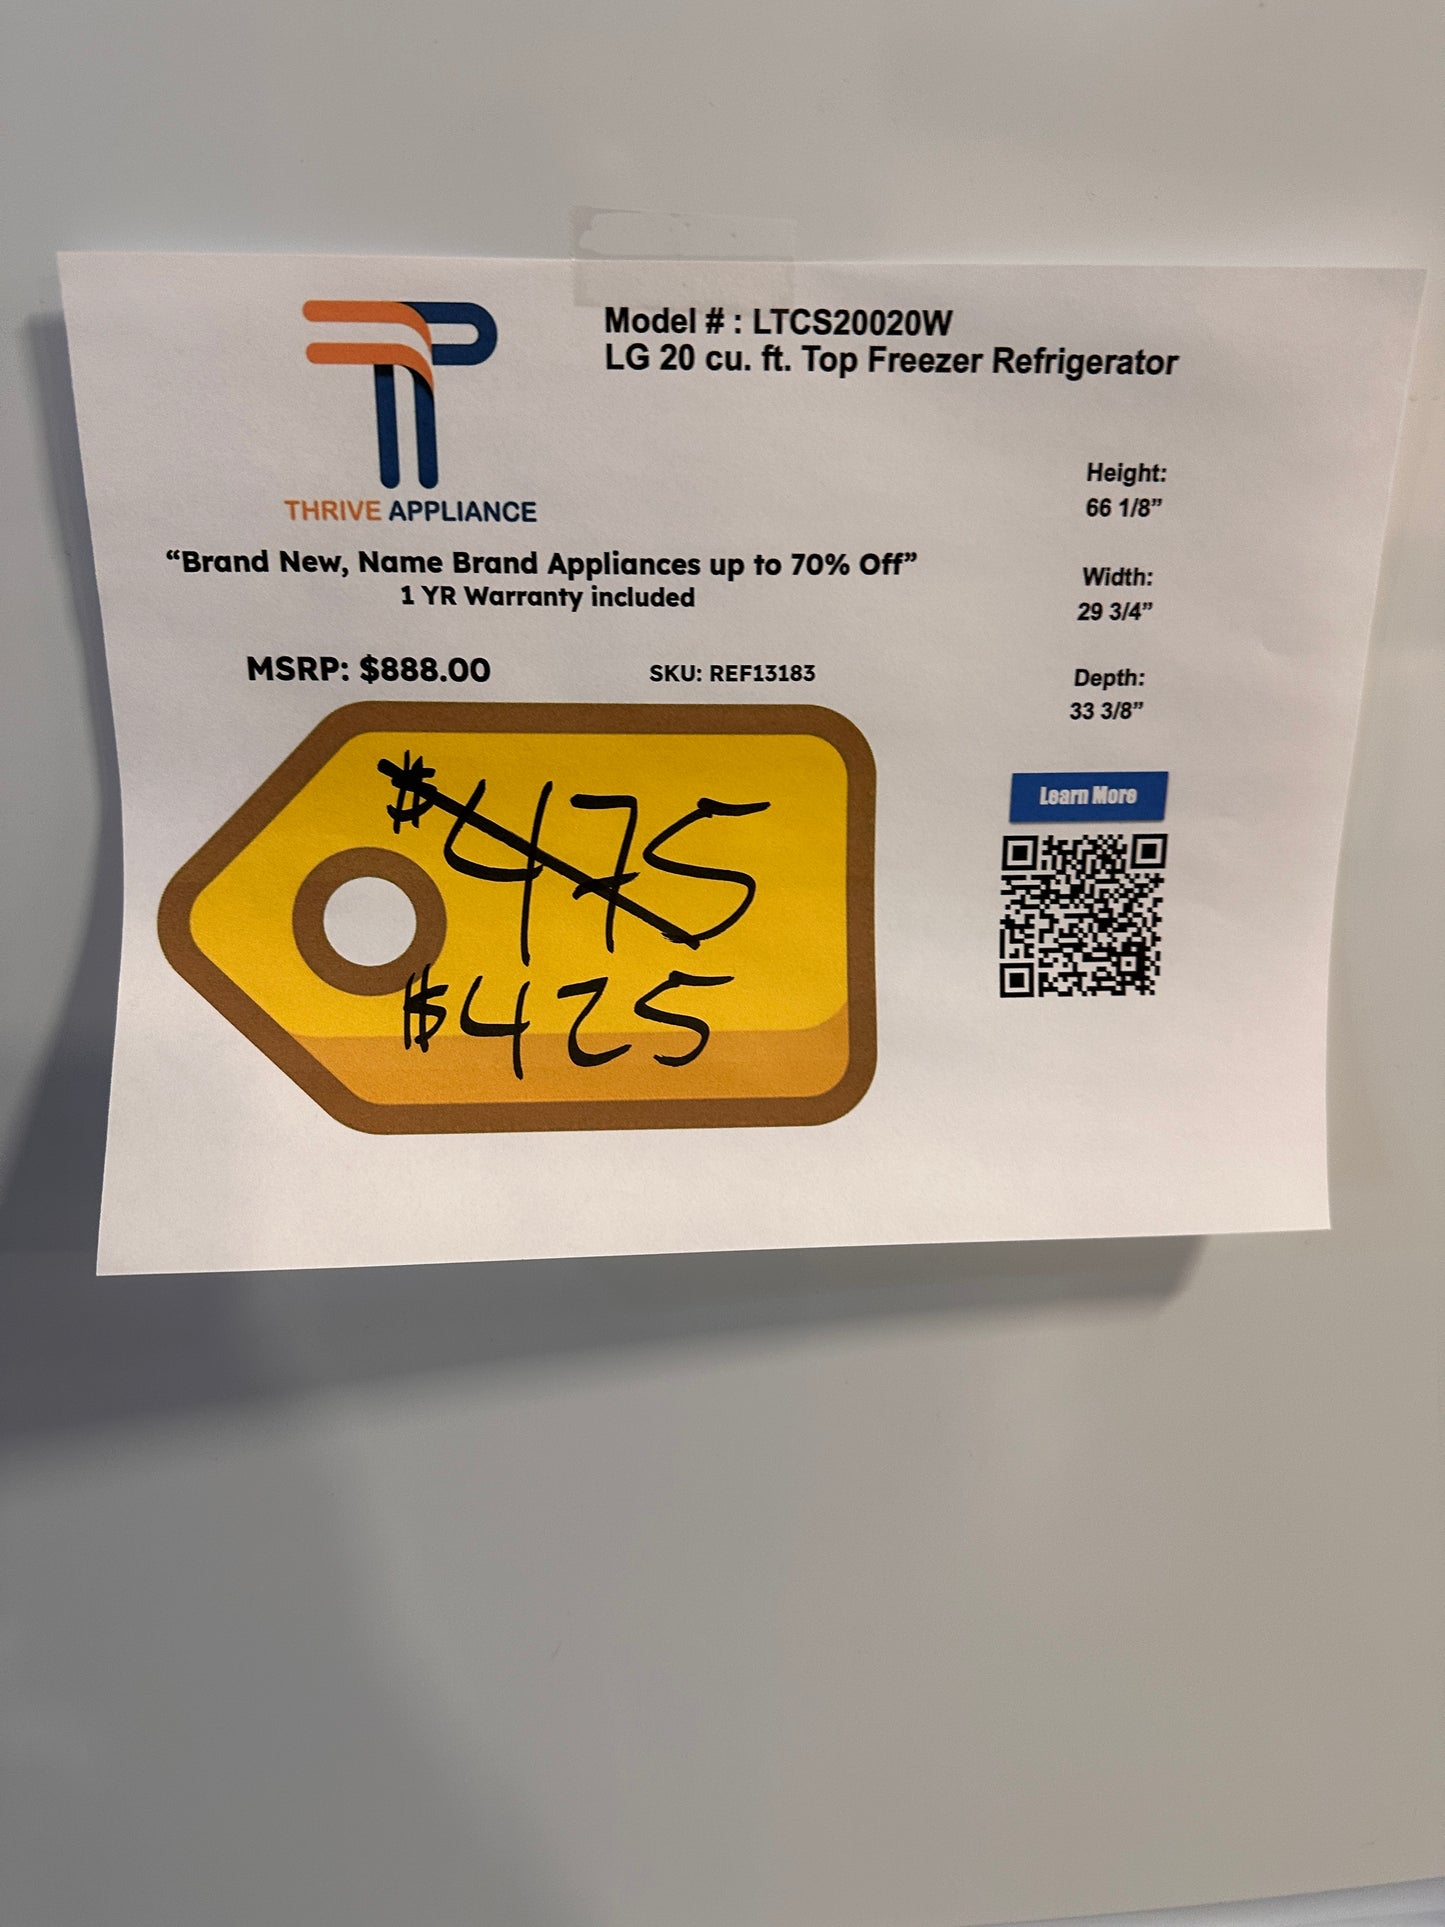 Model # : LTCS20020W
LG 20 cu. ft. Top Freezer Refrigerator
THRIVE APPLIANCE
“Brand New, Name Brand Appliances up to 70% Off”
1 YR Warranty included
MSRP: $888.00
SKU: REF13183
$475
$425
Height:
66 1/8”
Width:
29 3/4”
Depth:
33 3/8”
Learn More